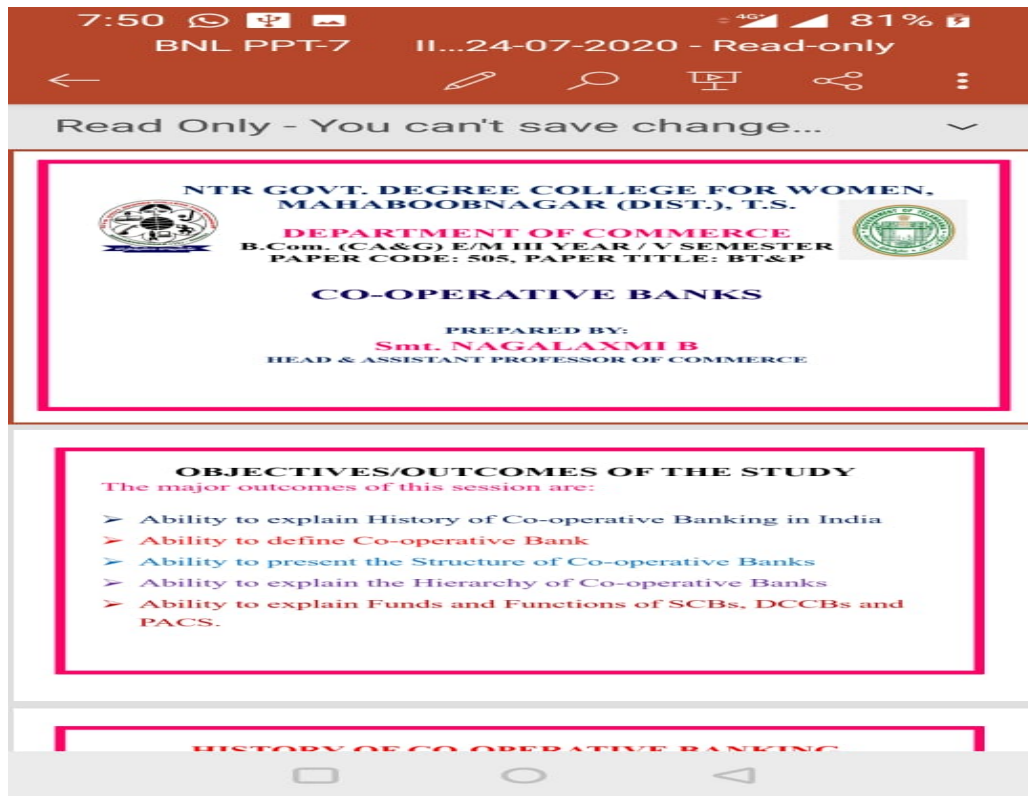 7:50 4G+ 81%
BNL PPT-7 II...24-07-2020 - Read-only
Read Only - You can't save change...
NTR GOVT. DEGREE COLLEGE FOR WOMEN,
MAHABOOBNAGAR (DIST.), T.S.
DEPARTMENT OF COMMERCE
B.Com. (CA&G) E/M III YEAR / V SEMESTER
PAPER CODE: 505, PAPER TITLE: BT&P
CO-OPERATIVE BANKS
PREPARED BY:
Smt. NAGALAXMI B
HEAD & ASSISTANT PROFESSOR OF COMMERCE
OBJECTIVES/OUTCOMES OF THE STUDY
The major outcomes of this session are:
➢ Ability to explain History of Co-operative Banking in India
➢ Ability to define Co-operative Bank
➢ Ability to present the Structure of Co-operative Banks
➢ Ability to explain the Hierarchy of Co-operative Banks
➢ Ability to explain Funds and Functions of SCBs, DCCBs and
PACS.
HISTORY OF CO-OPERATIVE BANKING